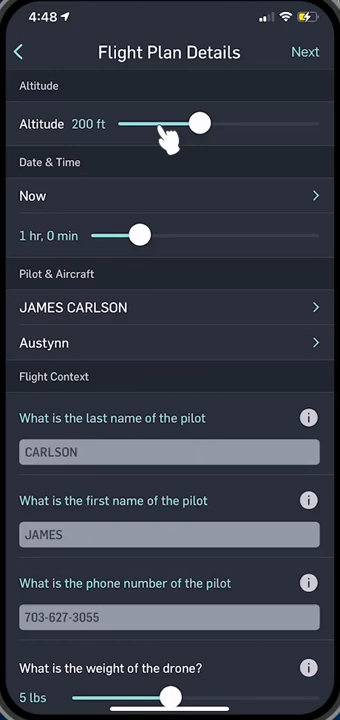 4:48
Flight Plan Details
Next
Altitude
Altitude 200 ft
Date & Time
Now
1 hr, 0 min
Pilot & Aircraft
JAMES CARLSON
Austynn
Flight Context
What is the last name of the pilot
CARLSON
What is the first name of the pilot
JAMES
What is the phone number of the pilot
703-627-3055
What is the weight of the drone?
5 lbs